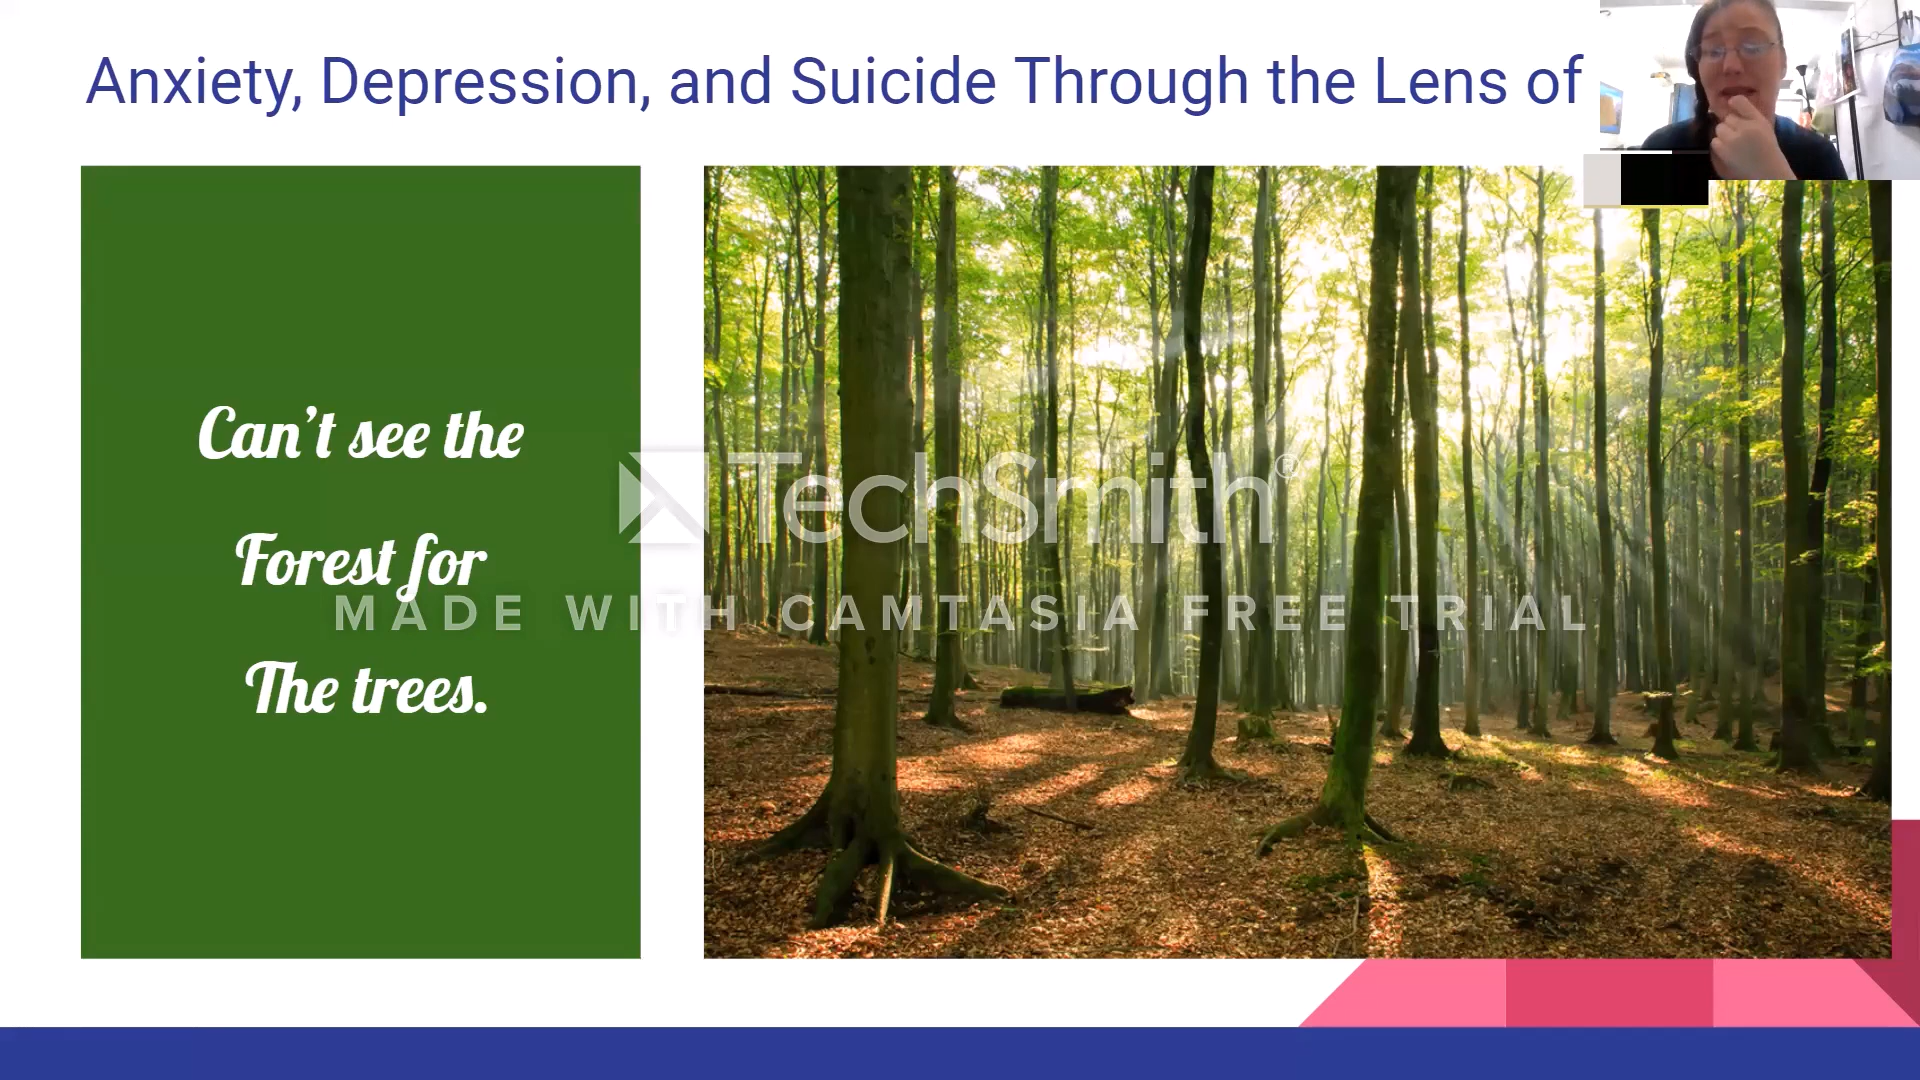 Anxiety, Depression, and Suicide Through the Lens of
Can't see the
Forest for
The trees.
TechSmith®
MADE WITH CAMTASIA FREE TRIAL